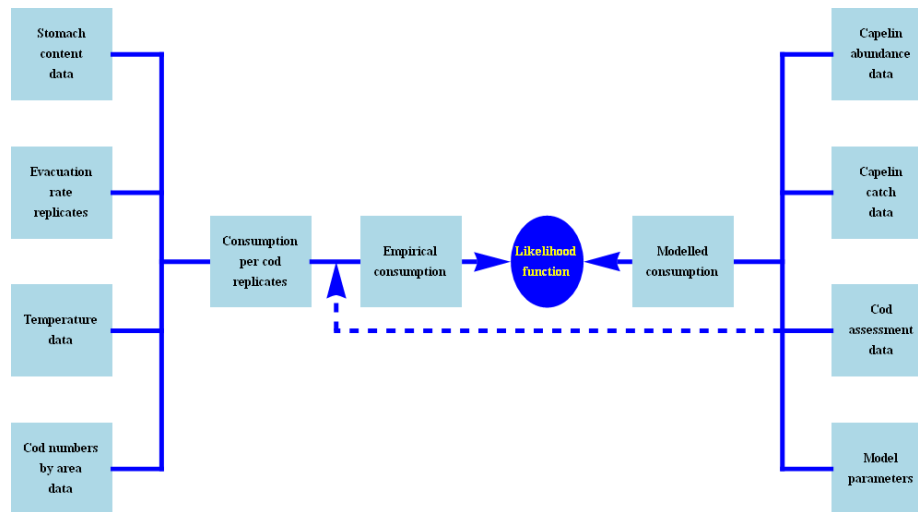 Stomach
content
data
Evacuation
rate
replicates
Temperature
data
Cod numbers
by area
data
Consumption
per cod
replicates
Empirical
consumption
Likelihood
function
Modelled
consumption
Capelin
abundance
data
Capelin
catch
data
Cod
assessment
data
Model
parameters